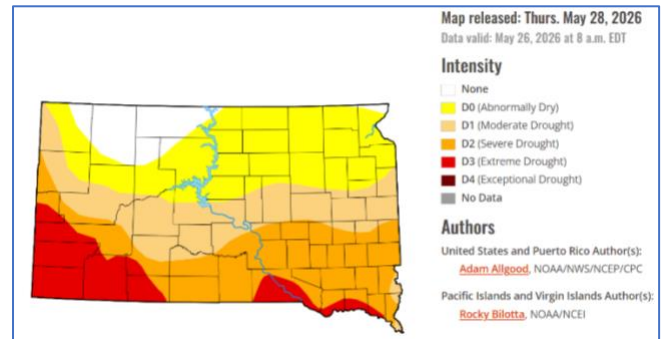 Map released: Thurs. May 28, 2026
Data valid: May 26, 2026 at 8 a.m. EDT
Intensity
None
D0 (Abnormally Dry)
D1 (Moderate Drought)
D2 (Severe Drought)
D3 (Extreme Drought)
D4 (Exceptional Drought)
No Data
Authors
United States and Puerto Rico Author(s):
Adam Allgood, NOAA/NWS/NCEP/CPC
Pacific Islands and Virgin Islands Author(s):
Rocky Bilotta, NOAA/NCEI